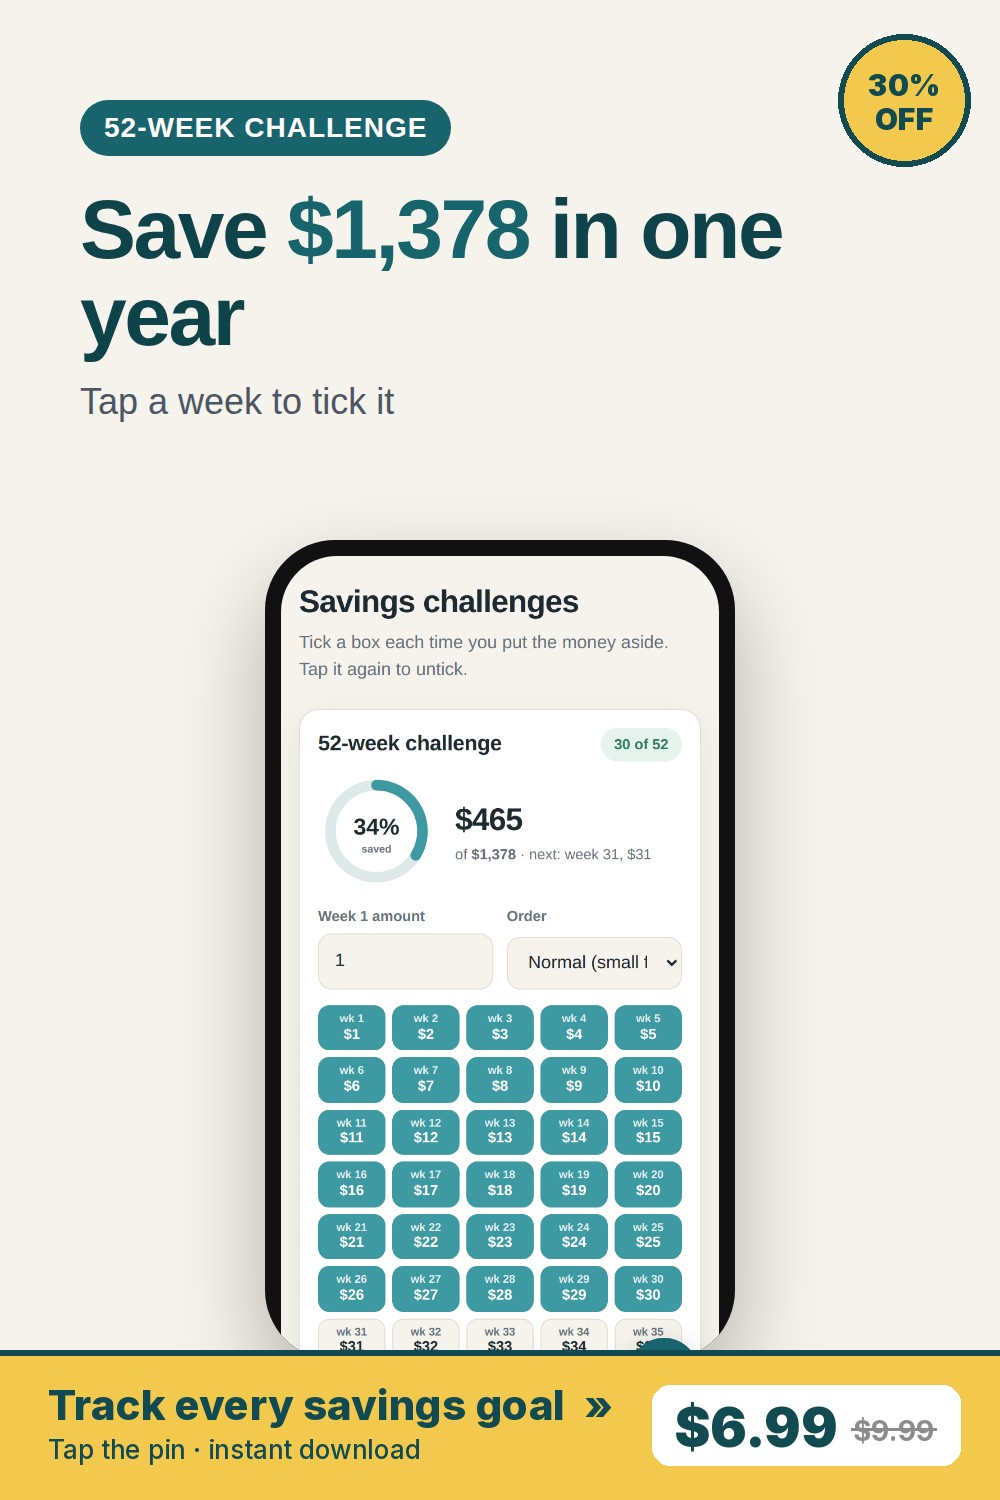 30%
OFF
52-WEEK CHALLENGE
Save $1,378 in one
year
Tap a week to tick it
Savings challenges
Tick a box each time you put the money aside.
Tap it again to untick.
52-week challenge
30 of 52
34%
saved
$465
of $1,378 · next: week 31, $31
Week 1 amount
Order
1
Normal (small f
wk 1 wk 2 wk 3 wk 4 wk 5
$1 $2 $3 $4 $5
wk 6 wk 7 wk 8 wk 9 wk 10
$6 $7 $8 $9 $10
wk 11 wk 12 wk 13 wk 14 wk 15
$11 $12 $13 $14 $15
wk 16 wk 17 wk 18 wk 19 wk 20
$16 $17 $18 $19 $20
wk 21 wk 22 wk 23 wk 24 wk 25
$21 $22 $23 $24 $25
wk 26 wk 27 wk 28 wk 29 wk 30
$26 $27 $28 $29 $30
wk 31 wk 32 wk 33 wk 34 wk 35
$31 $32 $33 $34
Track every savings goal »
Tap the pin · instant download
$6.99 $9.99